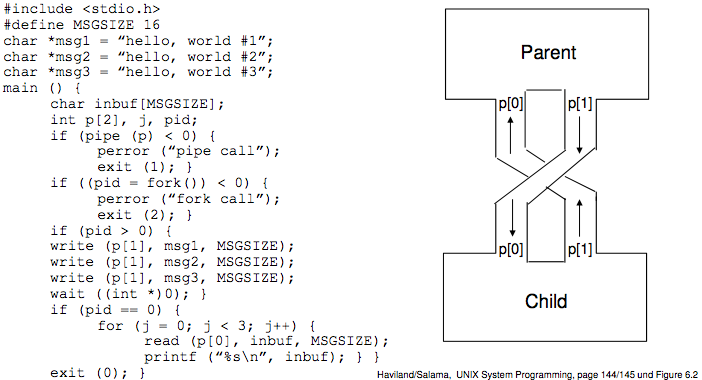 #include <stdio.h>
#define MSGSIZE 16
char *msg1 = “hello, world #1”;
char *msg2 = “hello, world #2”;
char *msg3 = “hello, world #3”;
main () {
char inbuf[MSGSIZE];
int p[2], j, pid;
if (pipe (p) < 0) {
perror (“pipe call”);
exit (1); }
if ((pid = fork()) < 0) {
perror (“fork call”);
exit (2); }
if (pid > 0) {
write (p[1], msg1, MSGSIZE);
write (p[1], msg2, MSGSIZE);
write (p[1], msg3, MSGSIZE);
wait ((int *)0); }
if (pid == 0) {
for (j = 0; j < 3; j++) {
read (p[0], inbuf, MSGSIZE);
printf (“%s\n”, inbuf); } }
exit (0); }
Parent
p[0] p[1]
p[0] p[1]
Child
Haviland/Salama, UNIX System Programming, page 144/145 und Figure 6.2